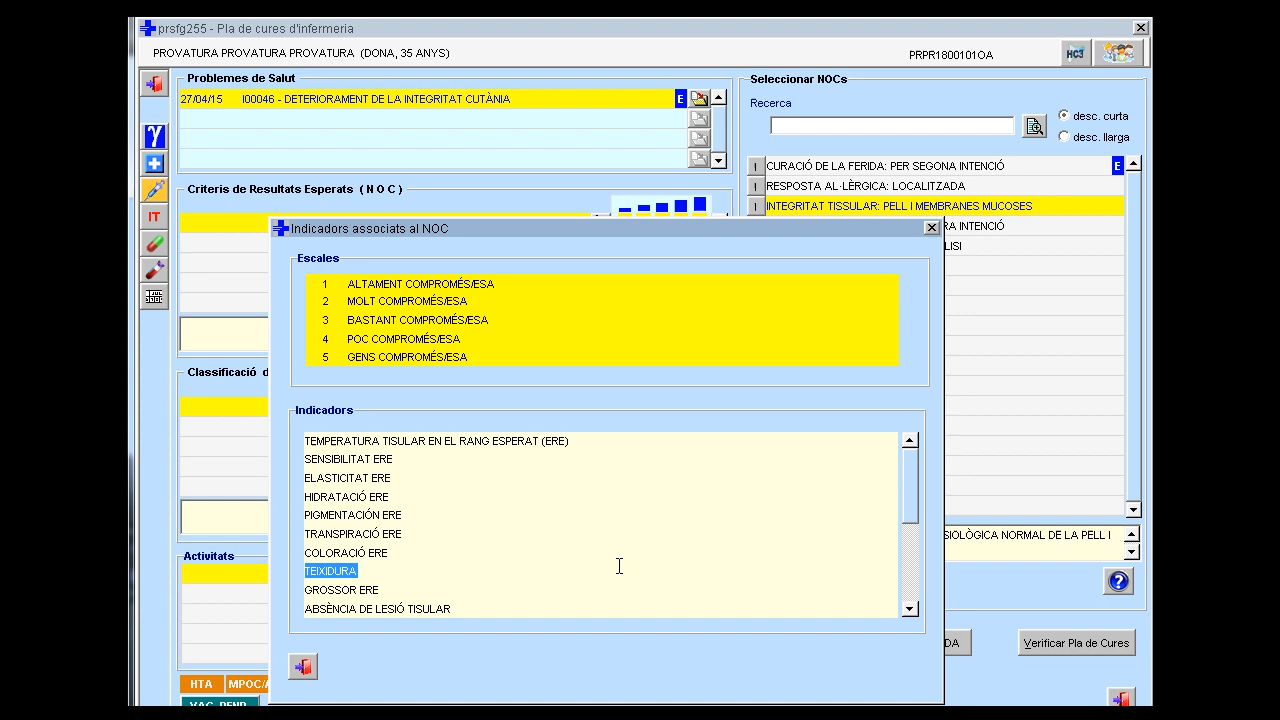 prsfg255 - Pla de cures d'infermeria
PROVATURA PROVATURA PROVATURA (DONA, 35 ANYS)
PRPR1800101OA
HC3
Problemes de Salut
27/04/15 I00046 - DETERIORAMENT DE LA INTEGRITAT CUTÀNIA E
Seleccionar NOCs
Recerca
desc. curta
desc. llarga
I CURACIÓ DE LA FERIDA: PER SEGONA INTENCIÓ E
I RESPOSTA AL·LÈRGICA: LOCALITZADA
I INTEGRITAT TISSULAR: PELL I MEMBRANES MUCOSES
RA INTENCIÓ
LISI
IT
Criteris de Resultats Esperats ( N O C )
Indicadors associats al NOC
Escales
1 ALTAMENT COMPROMÉS/ESA
2 MOLT COMPROMÉS/ESA
3 BASTANT COMPROMÉS/ESA
4 POC COMPROMÉS/ESA
5 GENS COMPROMÉS/ESA
Classificació d
Indicadors
TEMPERATURA TISULAR EN EL RANG ESPERAT (ERE)
SENSIBILITAT ERE
ELASTICITAT ERE
HIDRATACIÓ ERE
PIGMENTACIÓN ERE
TRANSPIRACIÓ ERE
COLORACIÓ ERE
TEIXIDURA
GROSSOR ERE
ABSÈNCIA DE LESIÓ TISULAR
SIOLÒGICA NORMAL DE LA PELL I
Activitats
DA
Verificar Pla de Cures
HTA MPOC/A